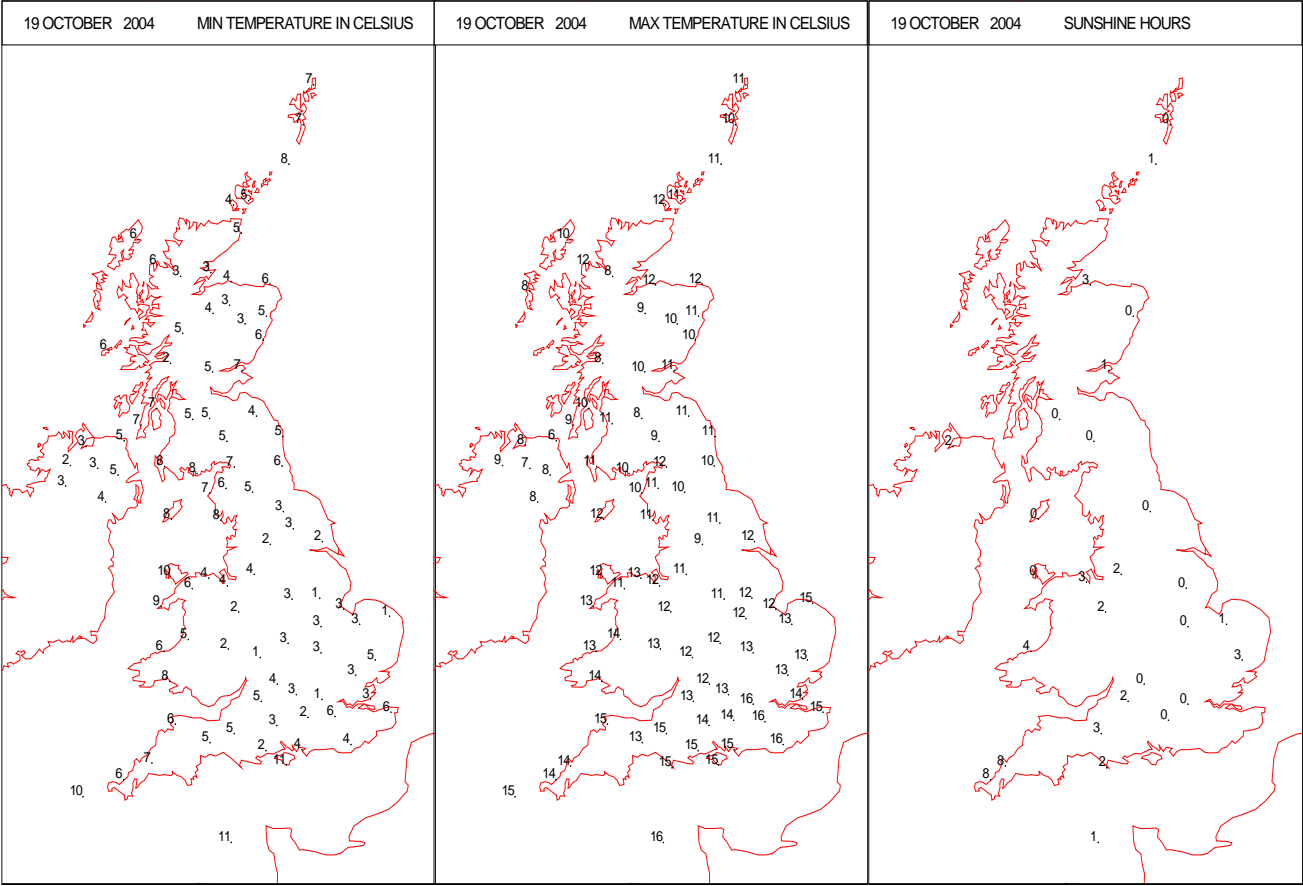 19 OCTOBER 2004 MIN TEMPERATURE IN CELSIUS
7.
7.
8.
4. 5.
5.
6.
6. 3. 3. 4. 6.
3. 4. 5.
5. 3. 6.
6.
2. 5. 7.
7. 7. 5. 5. 4.
3. 5. 5. 5.
2. 3. 5. 8. 8. 7. 5.
3. 4. 7. 6. 5.
8. 8. 3. 3.
2. 2.
10. 6. 4. 4. 4.
9. 2. 3. 1. 3. 1.
3. 3.
6. 5. 2. 3. 3. 5.
1. 3.
8. 4. 3. 1. 3.
5. 2. 6. 6.
6. 5. 5. 3.
2. 4. 4.
7. 11.
6.
10.
11.
19 OCTOBER 2004 MAX TEMPERATURE IN CELSIUS
11.
10.
11.
12. 11.
10.
12. 8.
8. 12. 12.
9. 10. 11.
10.
8. 10. 11.
10. 9. 11. 8. 11.
8. 6. 9. 11.
9. 7. 8. 11. 10. 12. 10.
8. 10. 11. 10.
12. 11. 11.
9. 12.
12. 11. 13. 12. 11.
13. 12. 11. 12. 12. 15.
12. 13.
13. 14. 13. 12. 13. 13.
12. 13.
14. 12. 13. 16. 14. 15.
13. 14. 14. 16.
15. 13. 15.
15. 15. 16.
14. 15. 15.
14.
15.
16.
19 OCTOBER 2004 SUNSHINE HOURS
0.
1.
3.
0.
1.
0.
2. 0.
0. 0.
0. 3. 2. 0.
2. 0. 1.
4. 3.
0. 2. 0.
3. 0.
8. 2.
8.
1.